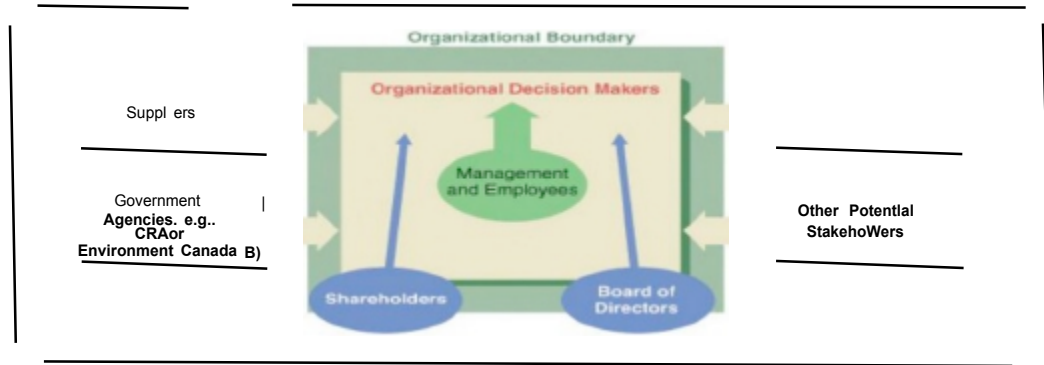 Organizational Boundary
Organizational Decision Makers
Suppl ers
Management
and Employees
Government |
Agencies. e.g..
CRAor
Environment Canada B)
Other Potentlal
StakehoWers
Shareholders
Board of
Directors